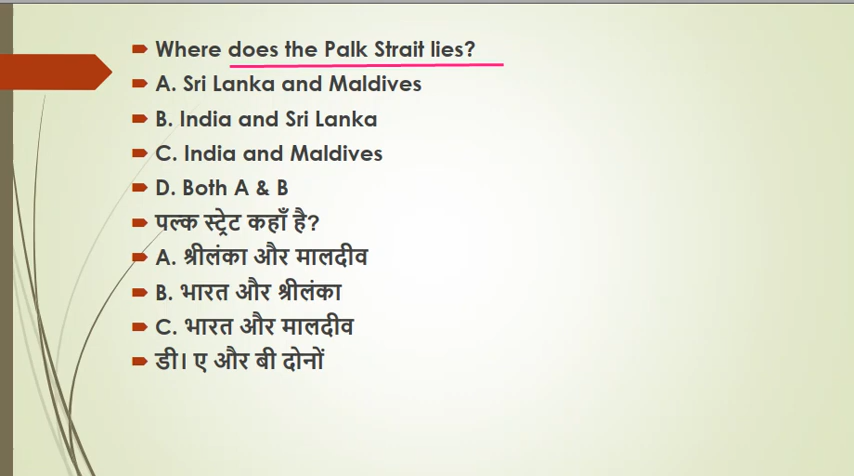 Where does the Palk Strait lies?
A. Sri Lanka and Maldives
B. India and Sri Lanka
C. India and Maldives
D. Both A & B
पल्क स्ट्रेट कहाँ है?
A. श्रीलंका और मालदीव
B. भारत और श्रीलंका
C. भारत और मालदीव
डी। ए और बी दोनों